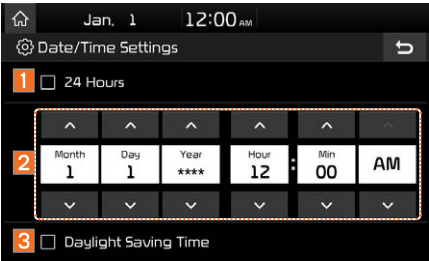 Jan. 1 12:00 AM
Date/Time Settings
1 24 Hours
Month Day Year Hour Min
2 1 1 **** 12 : 00 AM
3 Daylight Saving Time